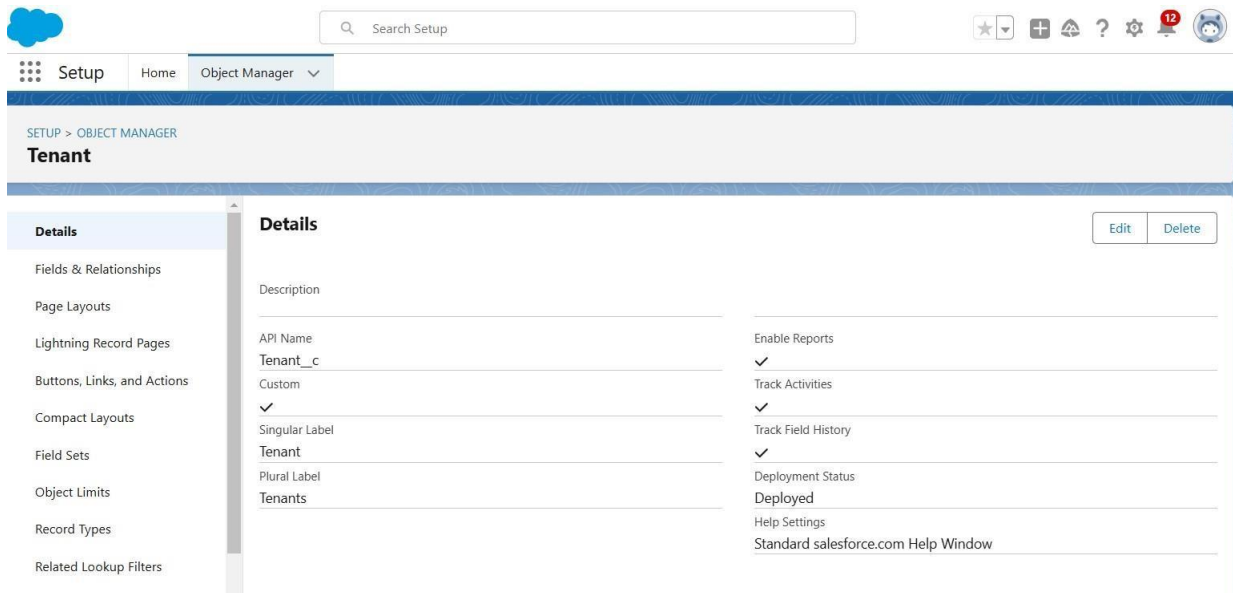 Search Setup
12
Setup
Home
Object Manager
SETUP > OBJECT MANAGER
Tenant
Details
Fields & Relationships
Page Layouts
Lightning Record Pages
Buttons, Links, and Actions
Compact Layouts
Field Sets
Object Limits
Record Types
Related Lookup Filters
Details
Edit
Delete
Description
API Name
Tenant__c
Custom
Singular Label
Tenant
Plural Label
Tenants
Enable Reports
Track Activities
Track Field History
Deployment Status
Deployed
Help Settings
Standard salesforce.com Help Window